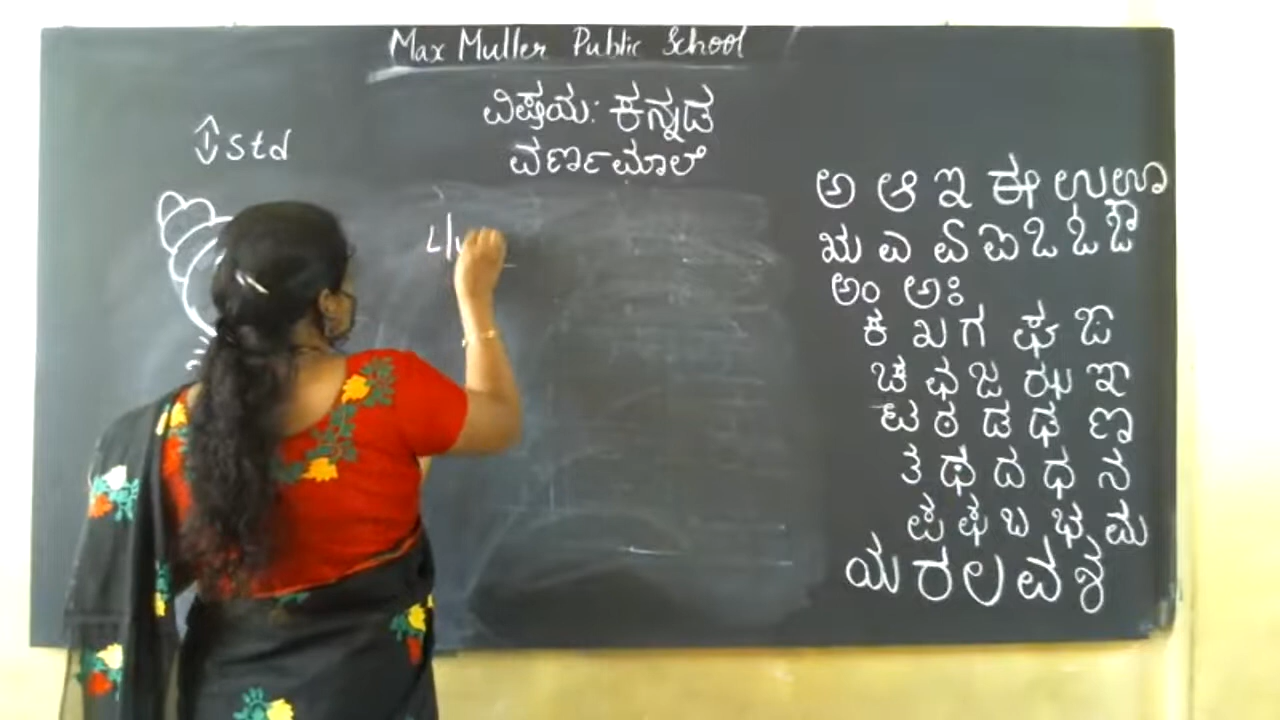 Max Muller Public School
ವಿಷಯ: ಕನ್ನಡ
ವರ್ಣಮಾಲೆ
I std
ಅ ಆ ಇ ಈ ಉ ಊ
ಋ ಎ ಏ ಐ ಒ ಓ ಔ
ಅಂ ಅಃ
ಕ ಖ ಗ ಘ ಙ
ಚ ಛ ಜ ಝ ಞ
ಟ ಠ ಡ ಢ ಣ
ತ ಥ ದ ಧ ನ
ಪ ಫ ಬ ಭ ಮ
ಯ ರ ಲ ವ ಶ